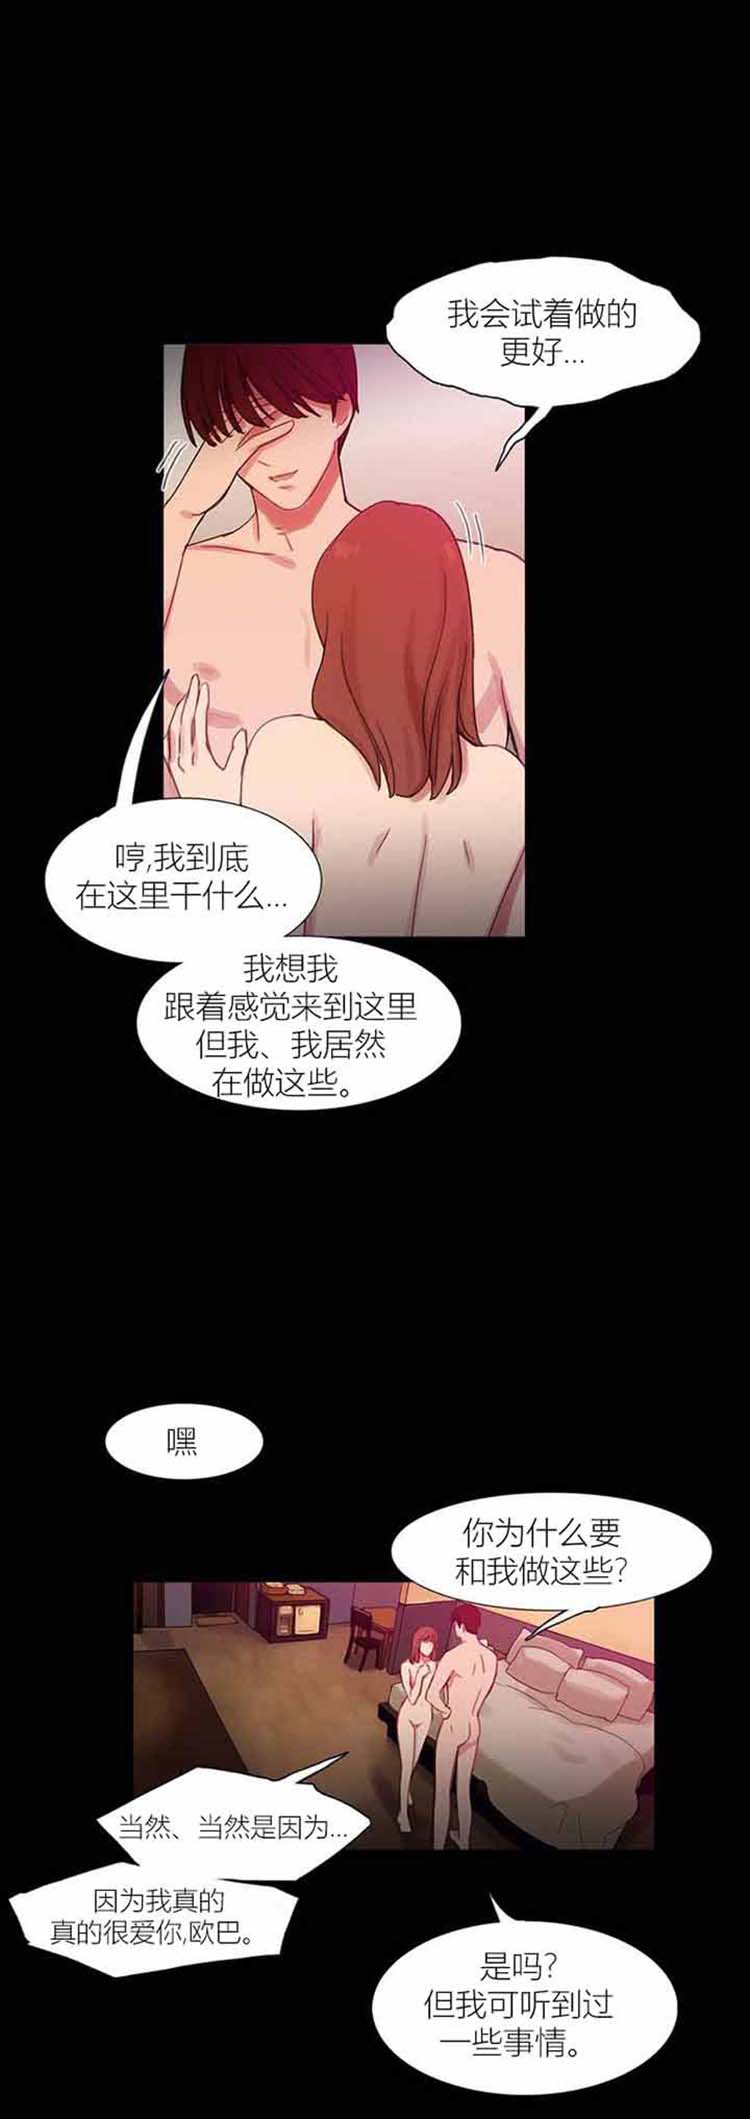 我会试着做的
更好...
哼,我到底
在这里干什么...
我想我
跟着感觉来到这里
但我、我居然
在做这些。
嘿
你为什么要
和我做这些?
当然、当然是因为...
因为我真的
真的很爱你,欧巴。
是吗?
但我可听到过
一些事情。